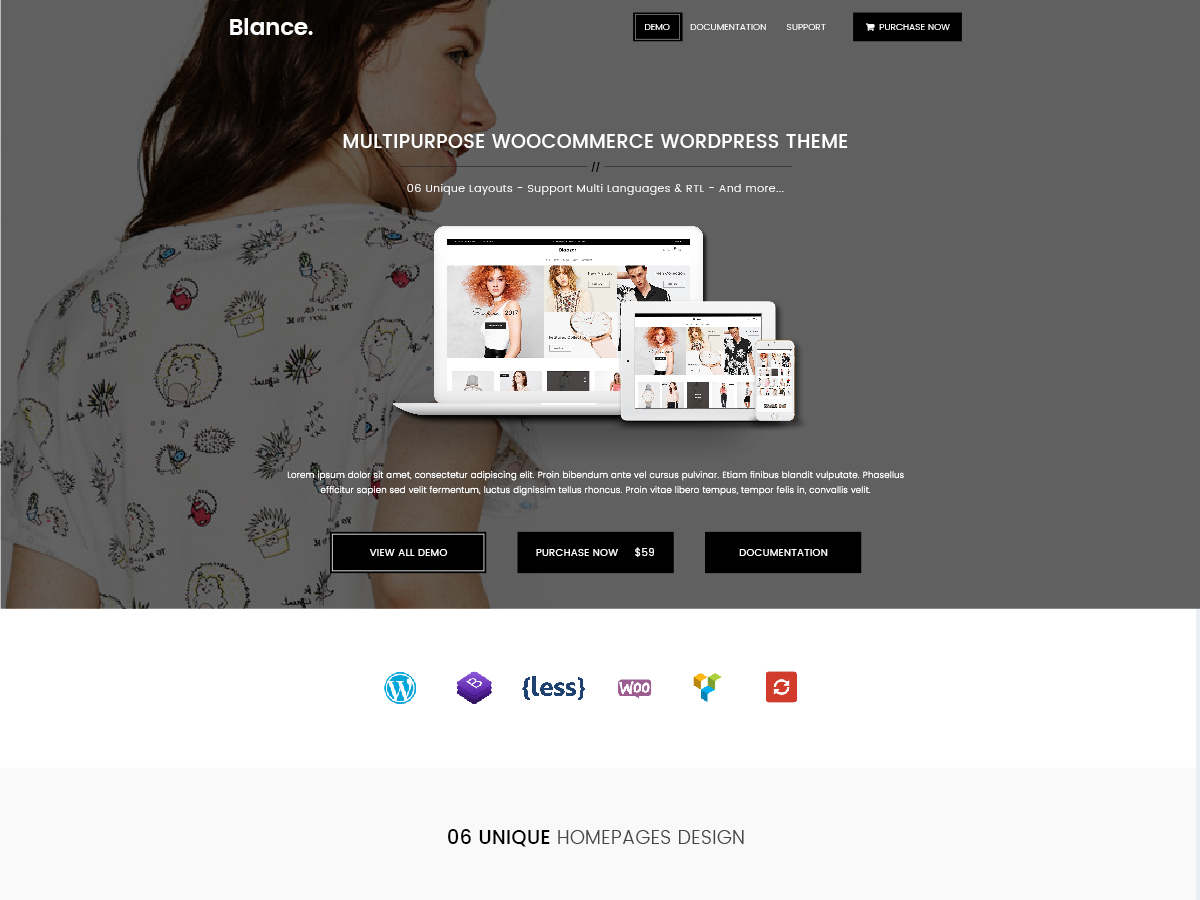 Blance.
DEMO
DOCUMENTATION
SUPPORT
PURCHASE NOW
MULTIPURPOSE WOOCOMMERCE WORDPRESS THEME
//
06 Unique Layouts - Support Multi Languages & RTL - And more...
Lorem ipsum dolor sit amet, consectetur adipiscing elit. Proin bibendum ante vel cursus pulvinar. Etiam finibus blandit vulputate. Phasellus
efficitur sapien sed velit fermentum, luctus dignissim tellus rhoncus. Proin vitae libero tempus, tempor felis in, convallis velit.
VIEW ALL DEMO
PURCHASE NOW $59
DOCUMENTATION
{less}
Woo
06 UNIQUE HOMEPAGES DESIGN